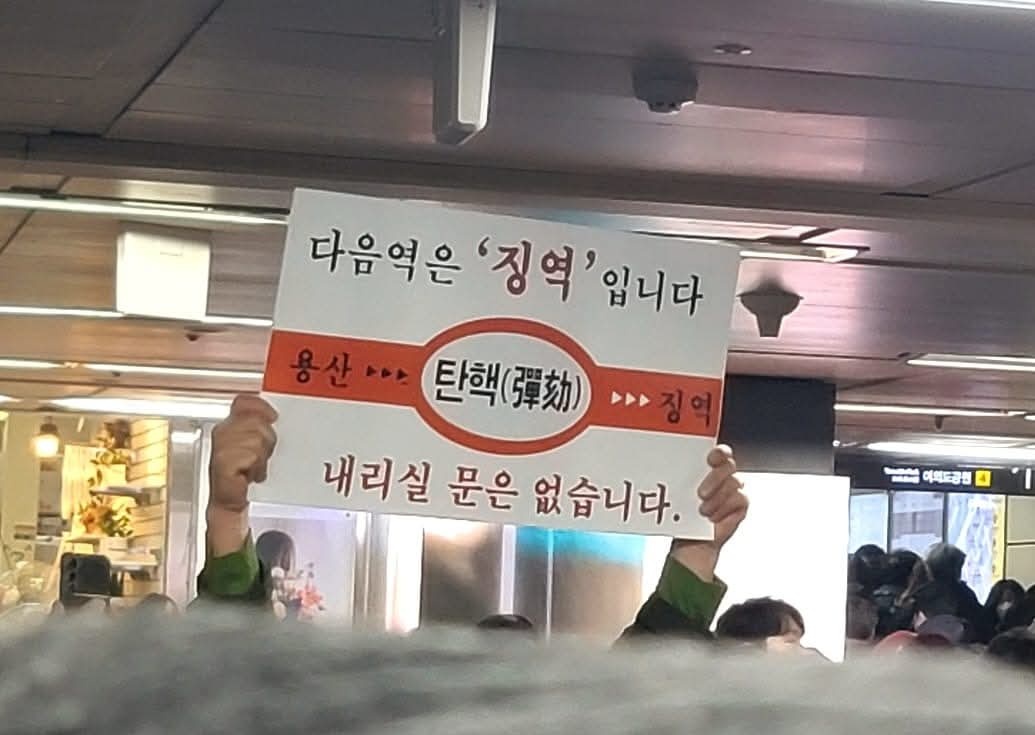 다음역은 ‘징역’입니다
용산 ▸▸▸ 탄핵(彈劾) ▸▸▸ 징역
내리실 문은 없습니다.
여의도공원 4